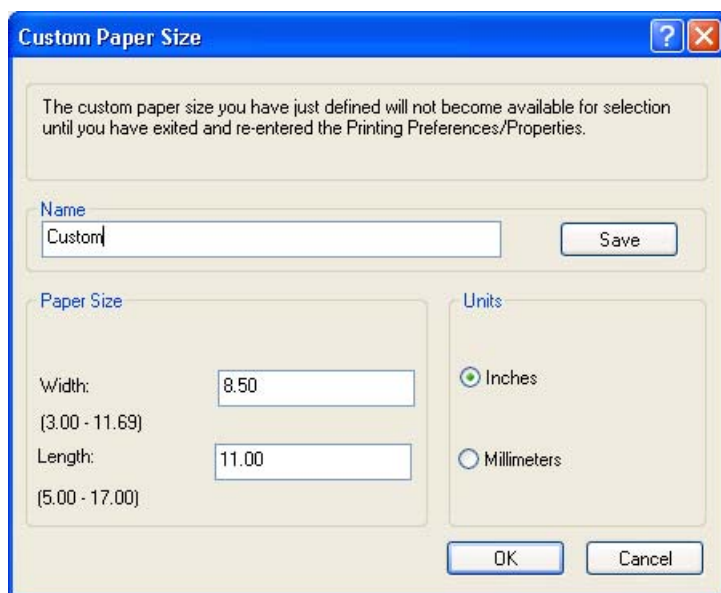 Custom Paper Size
The custom paper size you have just defined will not become available for selection
until you have exited and re-entered the Printing Preferences/Properties.
Name
Custom
Save
Paper Size
Width:
8.50
(3.00 - 11.69)
Length:
11.00
(5.00 - 17.00)
Units
Inches
Millimeters
OK
Cancel